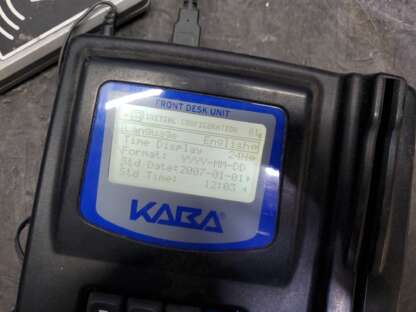 FRONT DESK UNIT
INITIAL CONFIGURATION
Language English
Time Display 24H
Format: YYYY-MM-DD
Std.Date:2007-01-01
Std.Time: 12:03
KABA